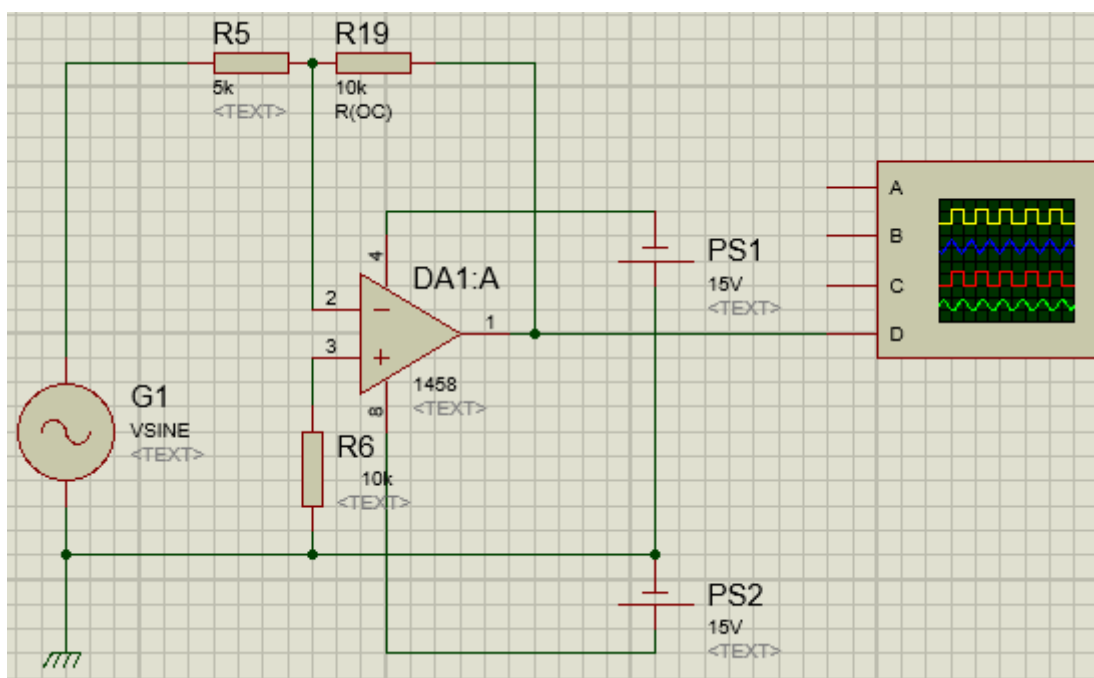 R5
5k
<TEXT>
R19
10k
R(OC)
A
B
C
D
4
DA1:A
2
3
1
8
1458
<TEXT>
PS1
15V
<TEXT>
G1
VSINE
<TEXT>
R6
10k
<TEXT>
PS2
15V
<TEXT>